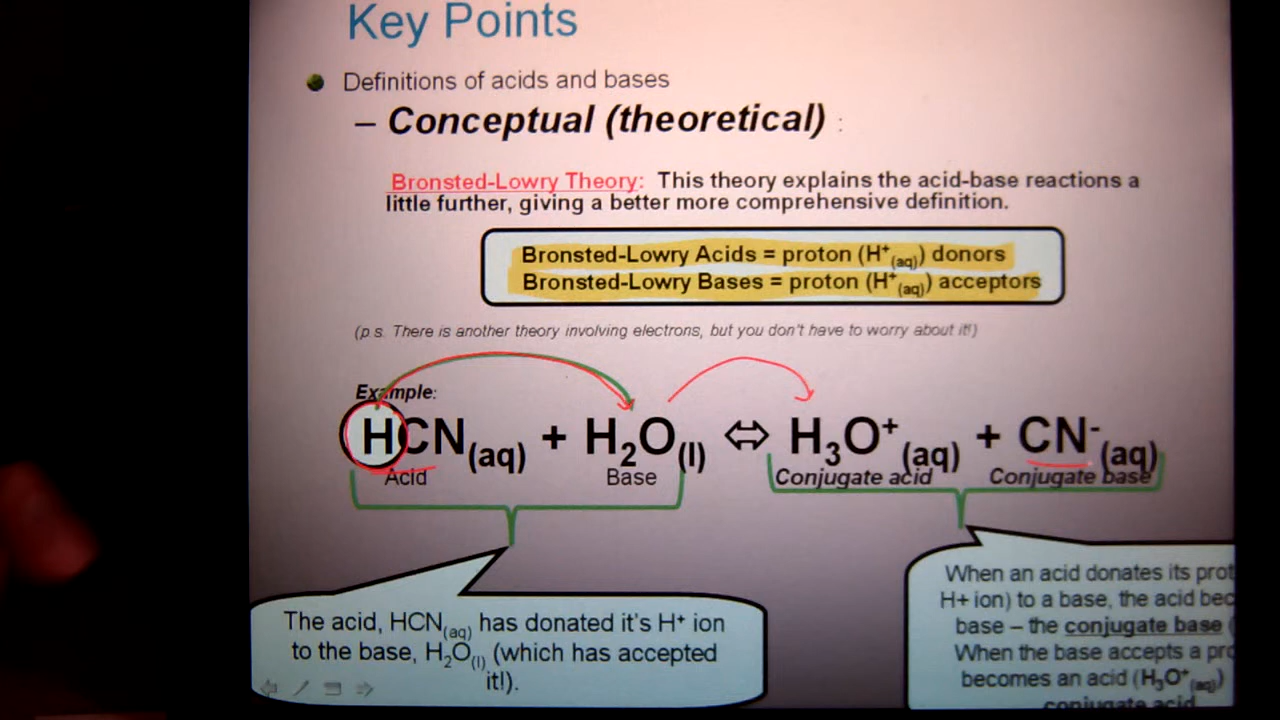 Key Points
Definitions of acids and bases
– Conceptual (theoretical) :
Bronsted-Lowry Theory: This theory explains the acid-base reactions a
little further, giving a better more comprehensive definition.
Bronsted-Lowry Acids = proton (H⁺(aq)) donors
Bronsted-Lowry Bases = proton (H⁺(aq)) acceptors
(p.s. There is another theory involving electrons, but you don't have to worry about it!)
Example:
HCN(aq) + H₂O(l) ⇔ H₃O⁺(aq) + CN⁻(aq)
Acid Base Conjugate acid Conjugate base
The acid, HCN(aq) has donated it's H⁺ ion
to the base, H₂O(l) (which has accepted
it!).
When an acid donates its prot
H+ ion) to a base, the acid bec
base – the conjugate base (
When the base accepts a pro
becomes an acid (H₃O⁺(aq))
conjugate acid